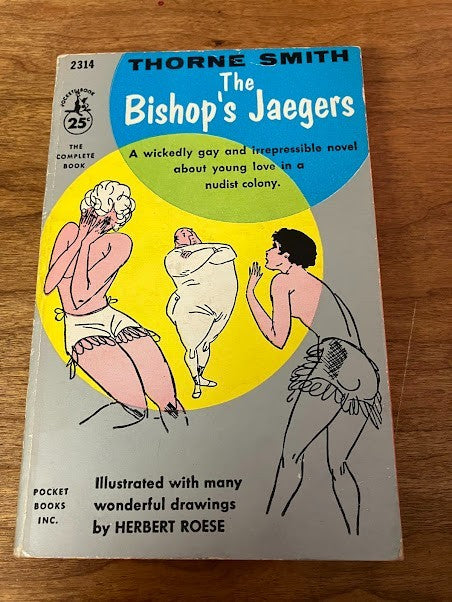 2314
THORNE SMITH
The
Bishop's Jaegers
POCKET BOOK
25¢
THE
COMPLETE
BOOK
A wickedly gay and irrepressible novel
about young love in a
nudist colony.
POCKET
BOOKS
INC.
Illustrated with many
wonderful drawings
by HERBERT ROESE